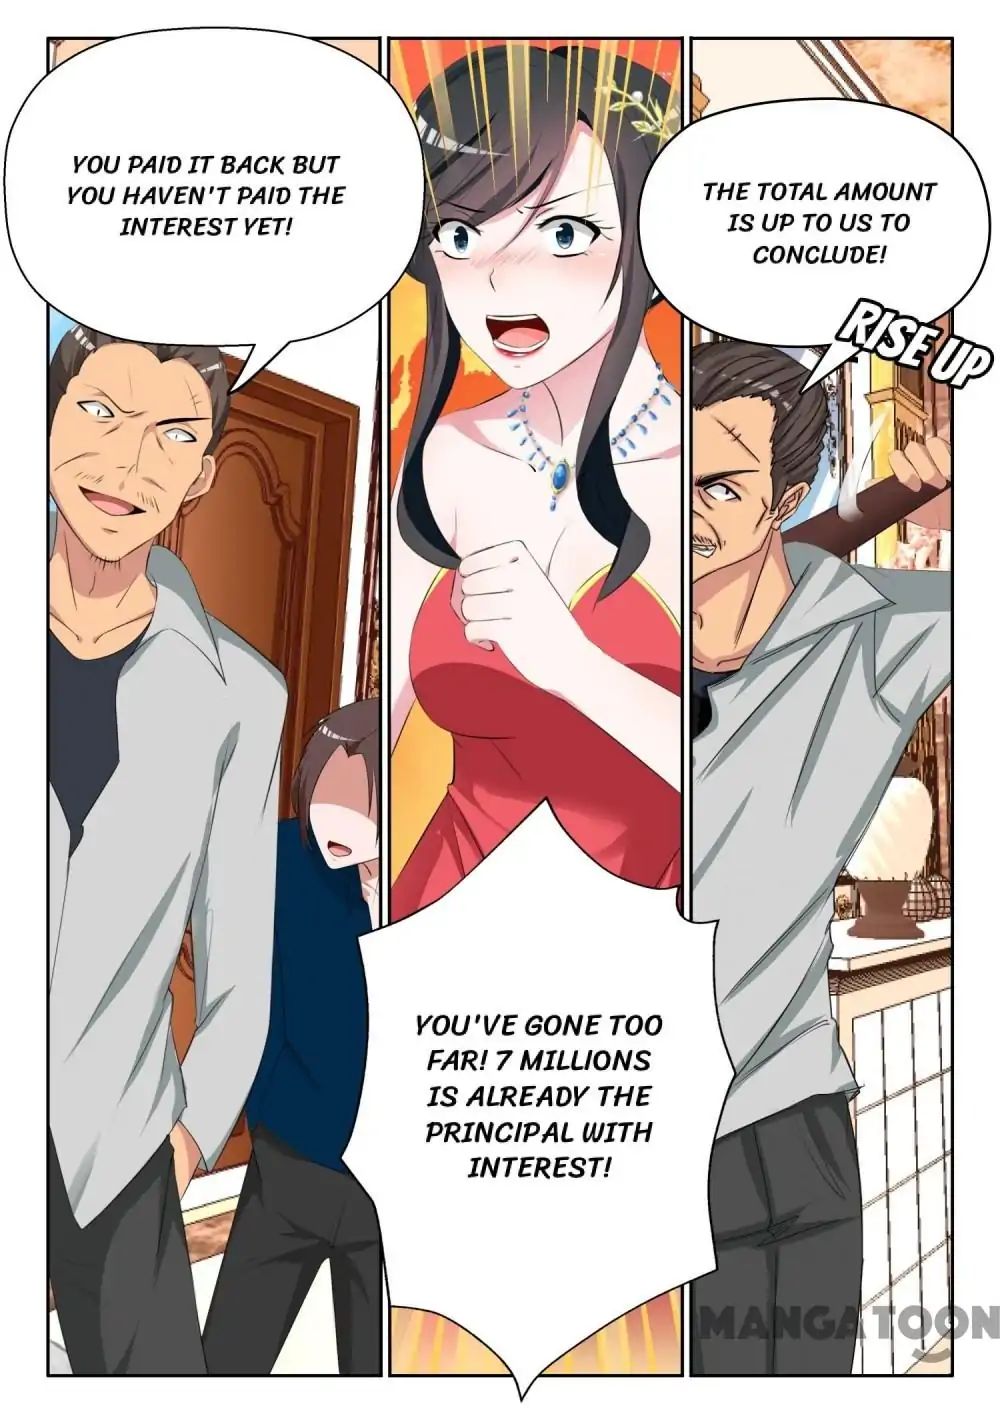 YOU PAID IT BACK BUT
YOU HAVEN'T PAID THE
INTEREST YET!
YOU'VE GONE TOO
FAR! 7 MILLIONS
IS ALREADY THE
PRINCIPAL WITH
INTEREST!
THE TOTAL AMOUNT
IS UP TO US TO
CONCLUDE!
RISE UP
MANGATOON